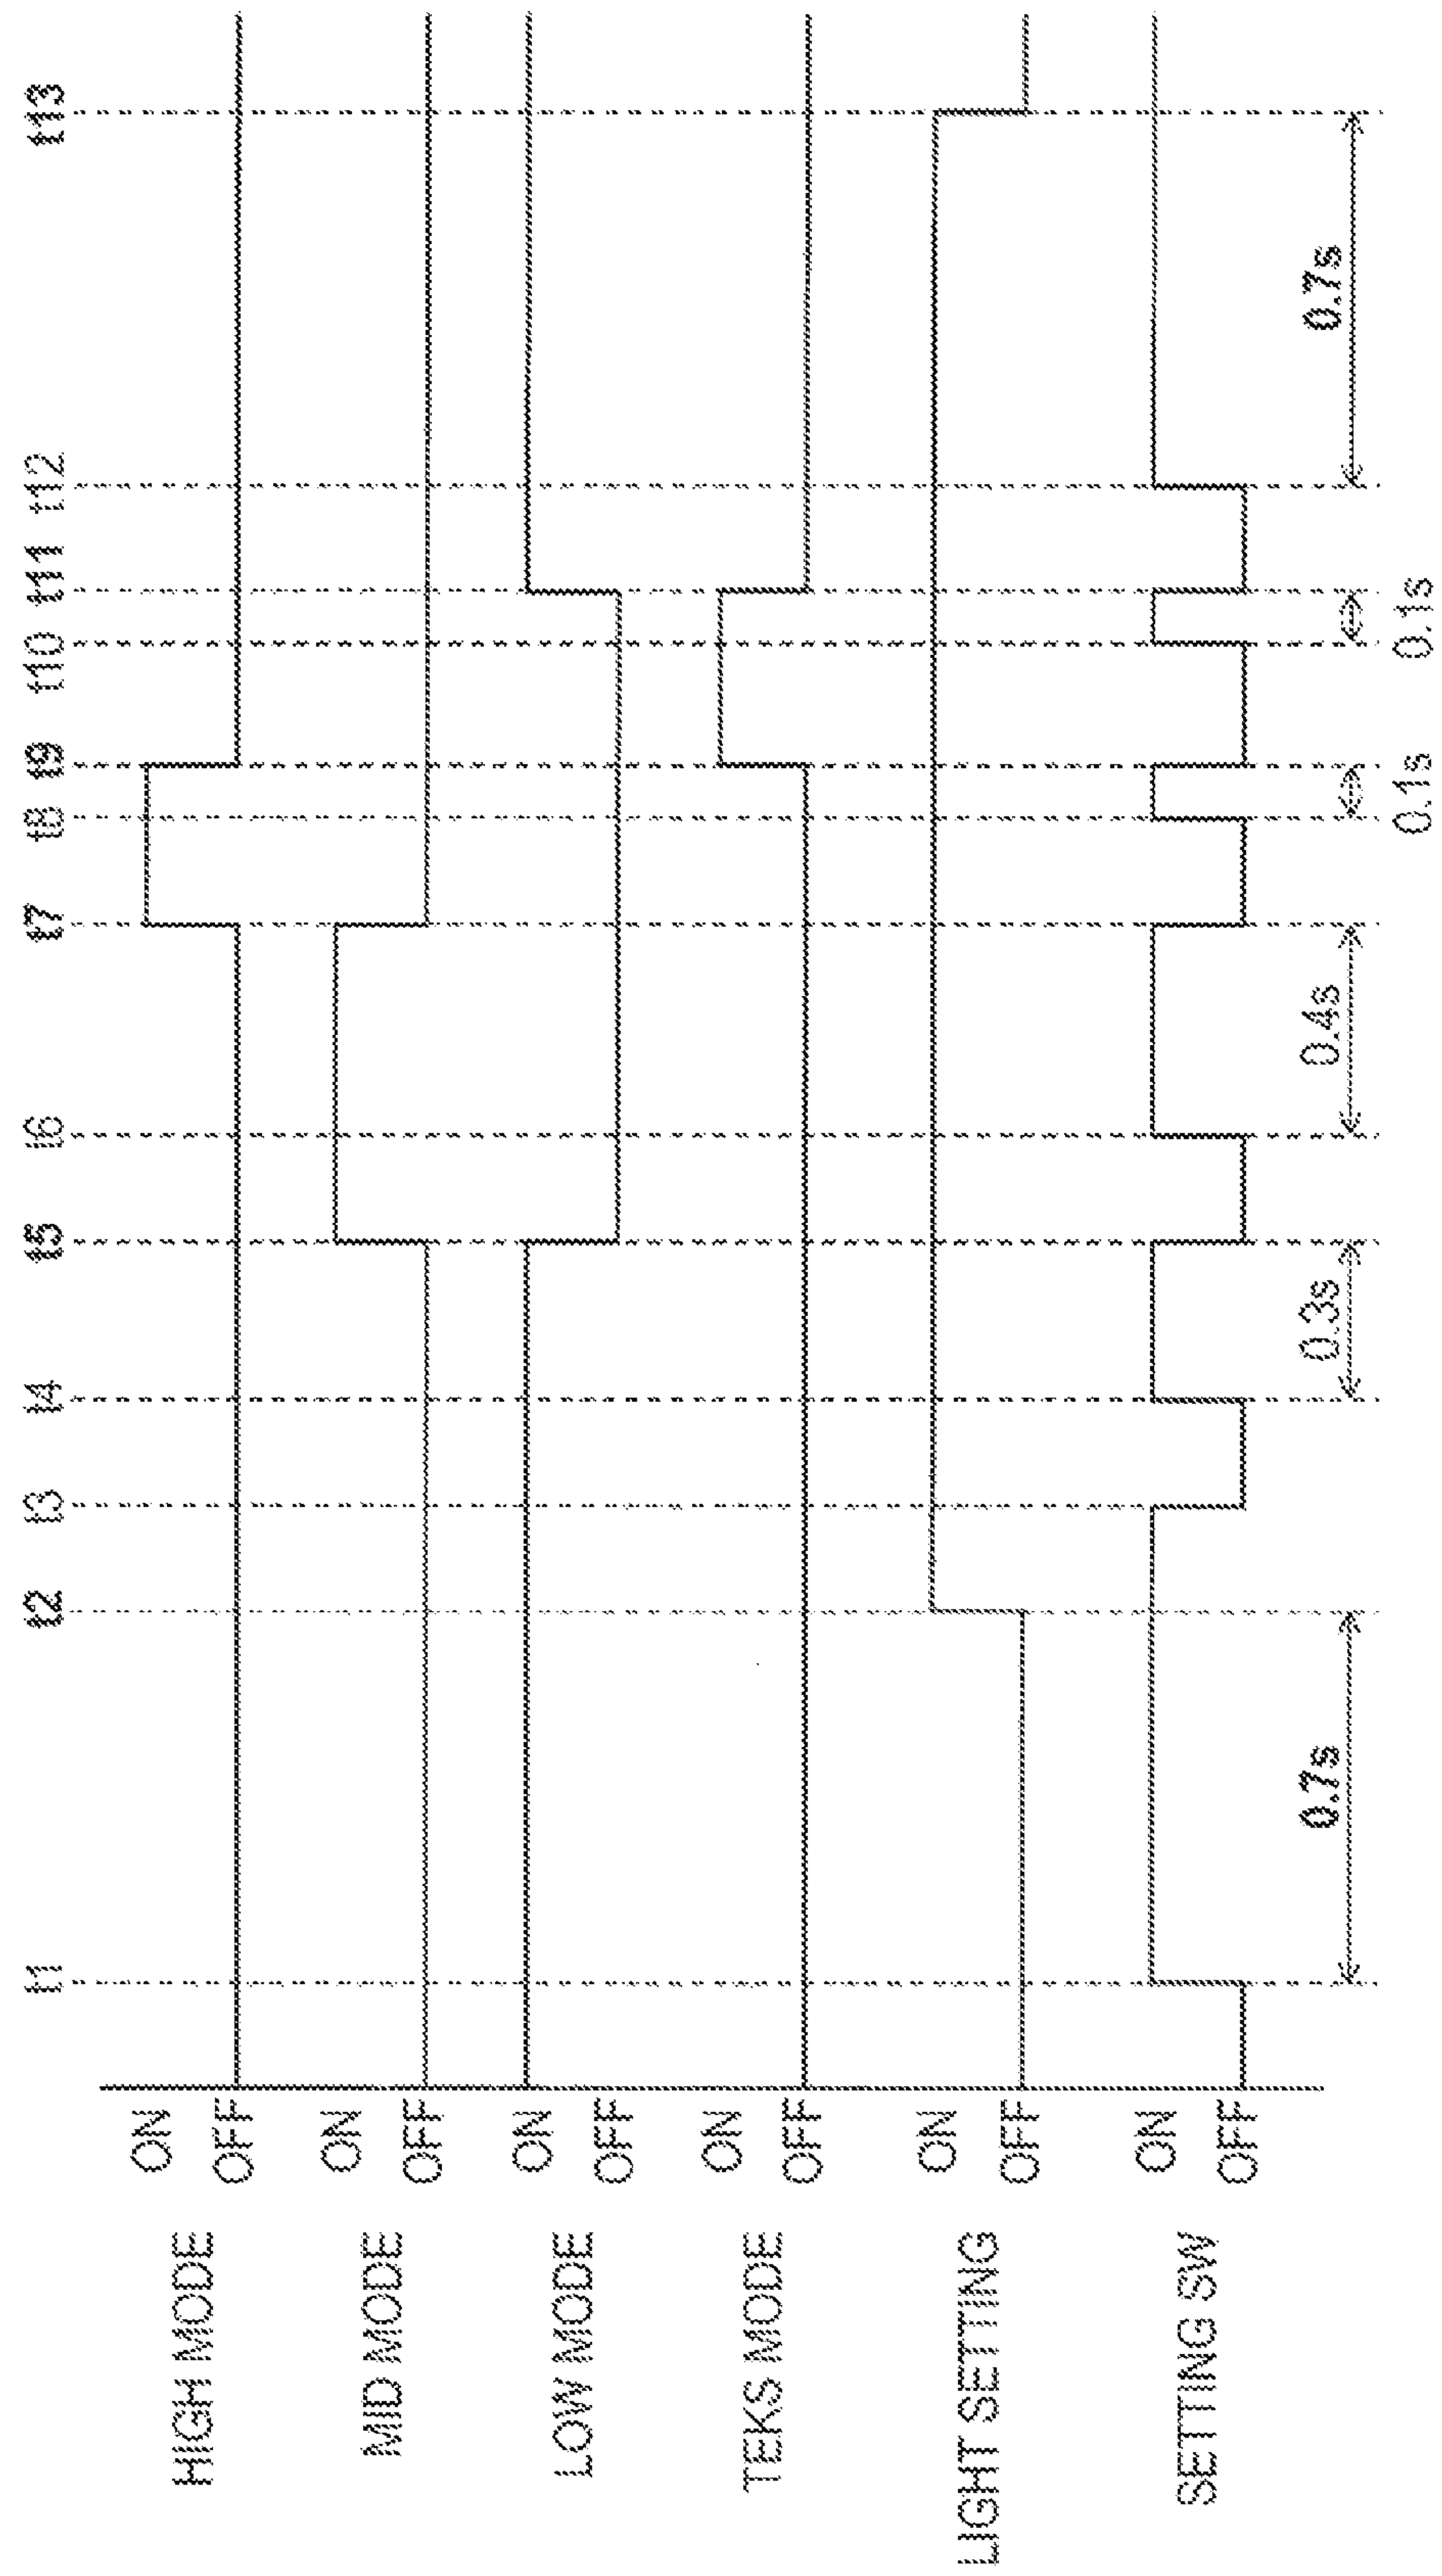 t1 t2 t3 t4 t5 t6 t7 t8 t9 t10 t11 t12 t13
HIGH MODE
ON
OFF
MID MODE
ON
OFF
LOW MODE
ON
OFF
TEKS MODE
ON
OFF
LIGHT SETTING
ON
OFF
SETTING SW
ON
OFF
0.7s 0.3s 0.4s 0.7s
0.1s 0.1s